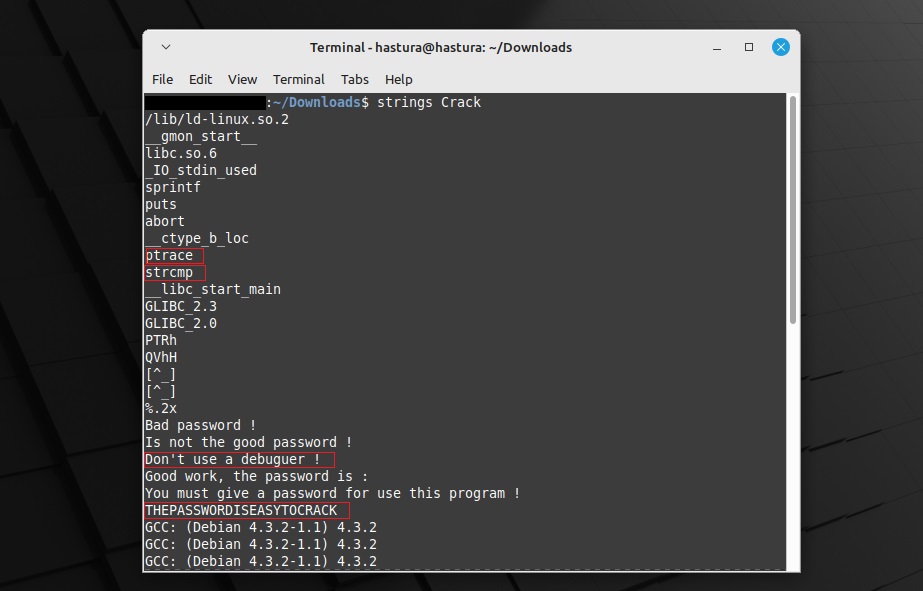 Terminal - hastura@hastura: ~/Downloads
File Edit View Terminal Tabs Help
:~/Downloads$ strings Crack
/lib/ld-linux.so.2
__gmon_start__
libc.so.6
_IO_stdin_used
sprintf
puts
abort
__ctype_b_loc
ptrace
strcmp
__libc_start_main
GLIBC_2.3
GLIBC_2.0
PTRh
QVhH
[^_]
[^_]
%.2x
Bad password !
Is not the good password !
Don't use a debuguer !
Good work, the password is :
You must give a password for use this program !
THEPASSWORDISEASYTOCRACK
GCC: (Debian 4.3.2-1.1) 4.3.2
GCC: (Debian 4.3.2-1.1) 4.3.2
GCC: (Debian 4.3.2-1.1) 4.3.2